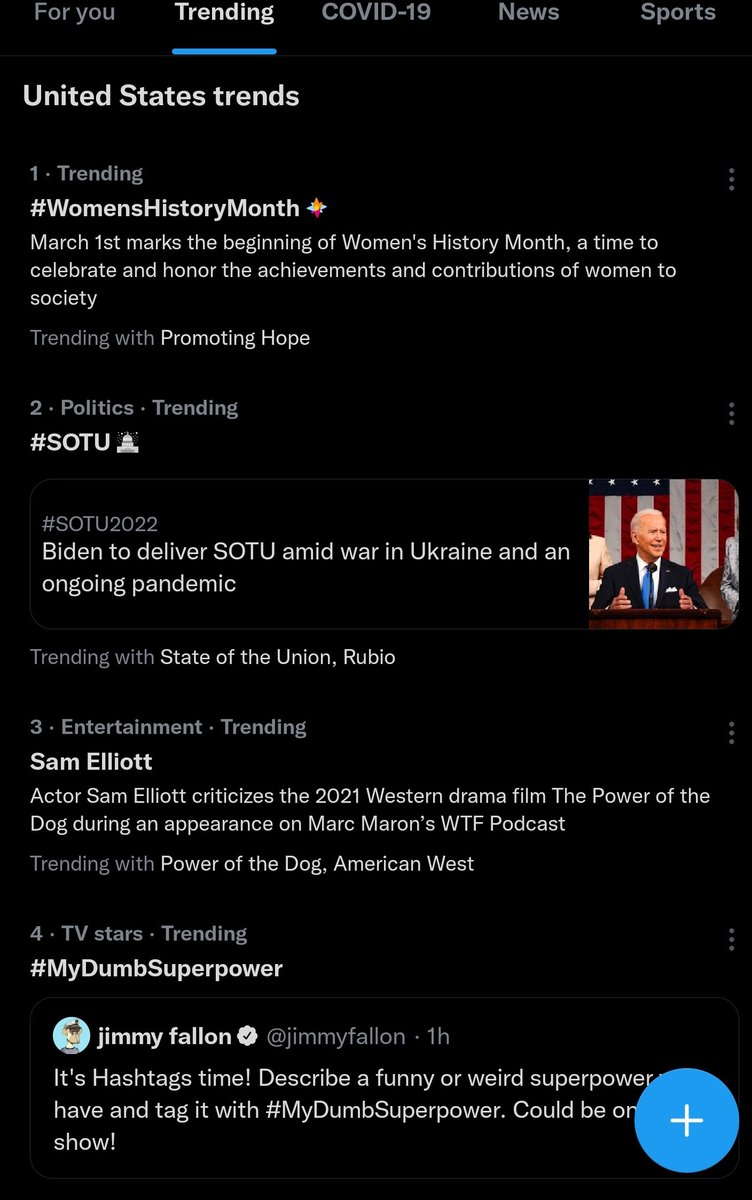 For you Trending COVID-19 News Sports
United States trends
1 · Trending
#WomensHistoryMonth
March 1st marks the beginning of Women's History Month, a time to
celebrate and honor the achievements and contributions of women to
society
Trending with Promoting Hope
2 · Politics · Trending
#SOTU
#SOTU2022
Biden to deliver SOTU amid war in Ukraine and an
ongoing pandemic
Trending with State of the Union, Rubio
3 · Entertainment · Trending
Sam Elliott
Actor Sam Elliott criticizes the 2021 Western drama film The Power of the
Dog during an appearance on Marc Maron’s WTF Podcast
Trending with Power of the Dog, American West
4 · TV stars · Trending
#MyDumbSuperpower
jimmy fallon @jimmyfallon · 1h
It's Hashtags time! Describe a funny or weird superpower
have and tag it with #MyDumbSuperpower. Could be on
show!